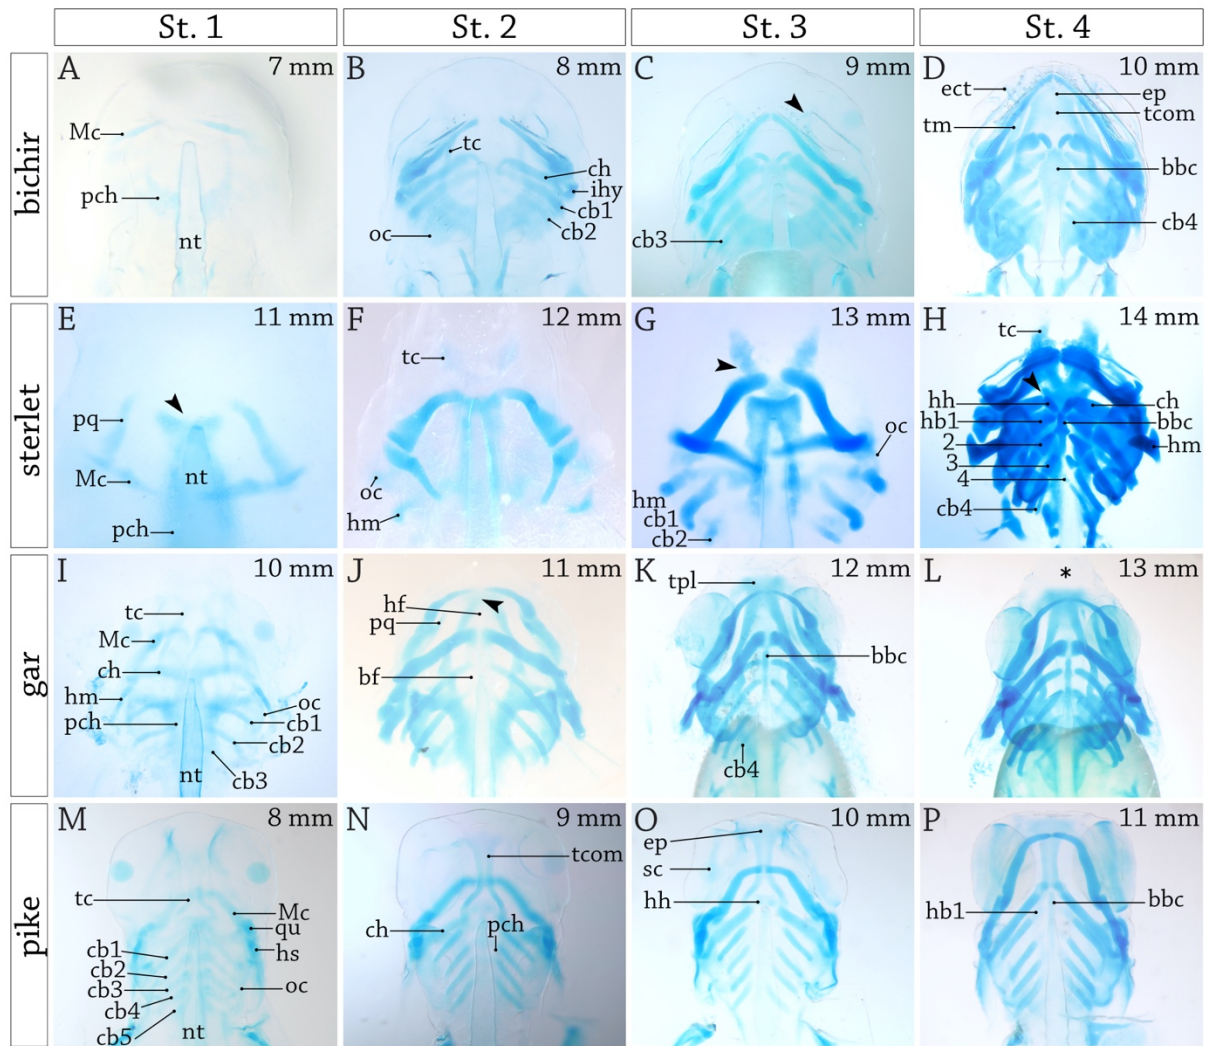 St. 1
St. 2
St. 3
St. 4
bichir
A
7 mm
Mc
pch
nt
B
8 mm
tc
ch
ihy
cb1
cb2
oc
C
9 mm
cb3
D
10 mm
ect
ep
tcom
tm
bbc
cb4
sterlet
E
11 mm
pq
nt
Mc
pch
F
12 mm
tc
oc
hm
G
13 mm
oc
hm
cb1
cb2
H
14 mm
tc
hh
ch
hb1
bbc
2
hm
3
4
cb4
gar
I
10 mm
tc
Mc
ch
hm
oc
pch
cb1
cb2
nt
cb3
J
11 mm
hf
pq
bf
K
12 mm
tpl
bbc
cb4
L
13 mm
*
pike
M
8 mm
tc
Mc
qu
cb1
hs
cb2
cb3
oc
cb4
cb5
nt
N
9 mm
tcom
ch
pch
O
10 mm
ep
sc
hh
P
11 mm
hb1
bbc